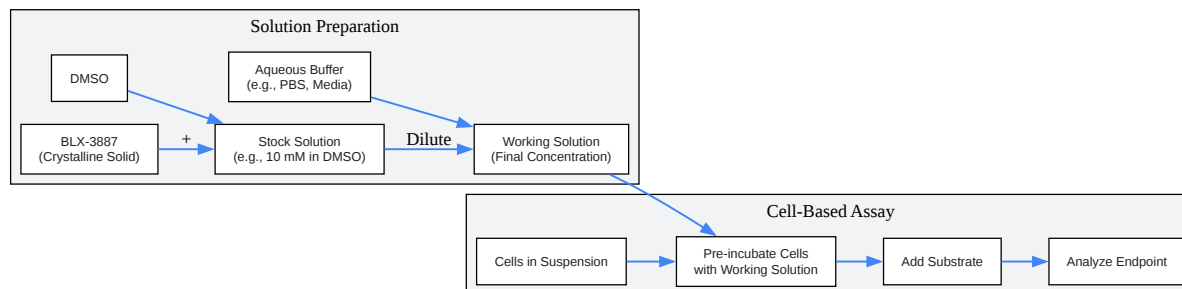 Solution Preparation
DMSO
Aqueous Buffer
(e.g., PBS, Media)
BLX-3887
(Crystalline Solid)
+
Stock Solution
(e.g., 10 mM in DMSO)
Dilute
Working Solution
(Final Concentration)
Cell-Based Assay
Cells in Suspension
Pre-incubate Cells
with Working Solution
Add Substrate
Analyze Endpoint